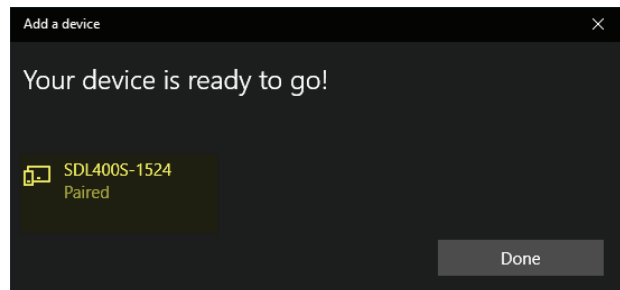 Add a device
Your device is ready to go!
SDL400S-1524
Paired
Done